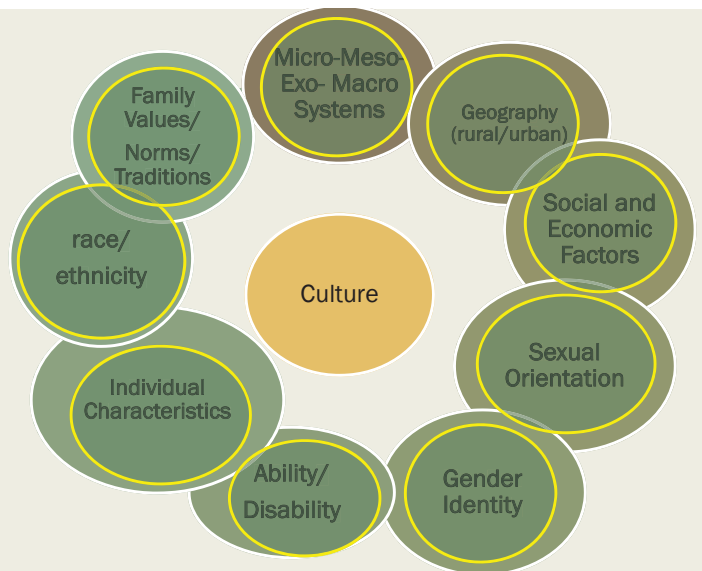 Micro-Meso-
Exo- Macro
Systems
Geography
(rural/urban)
Social and
Economic
Factors
Sexual
Orientation
Gender
Identity
Ability/
Disability
Individual
Characteristics
race/
ethnicity
Family
Values/
Norms/
Traditions
Culture